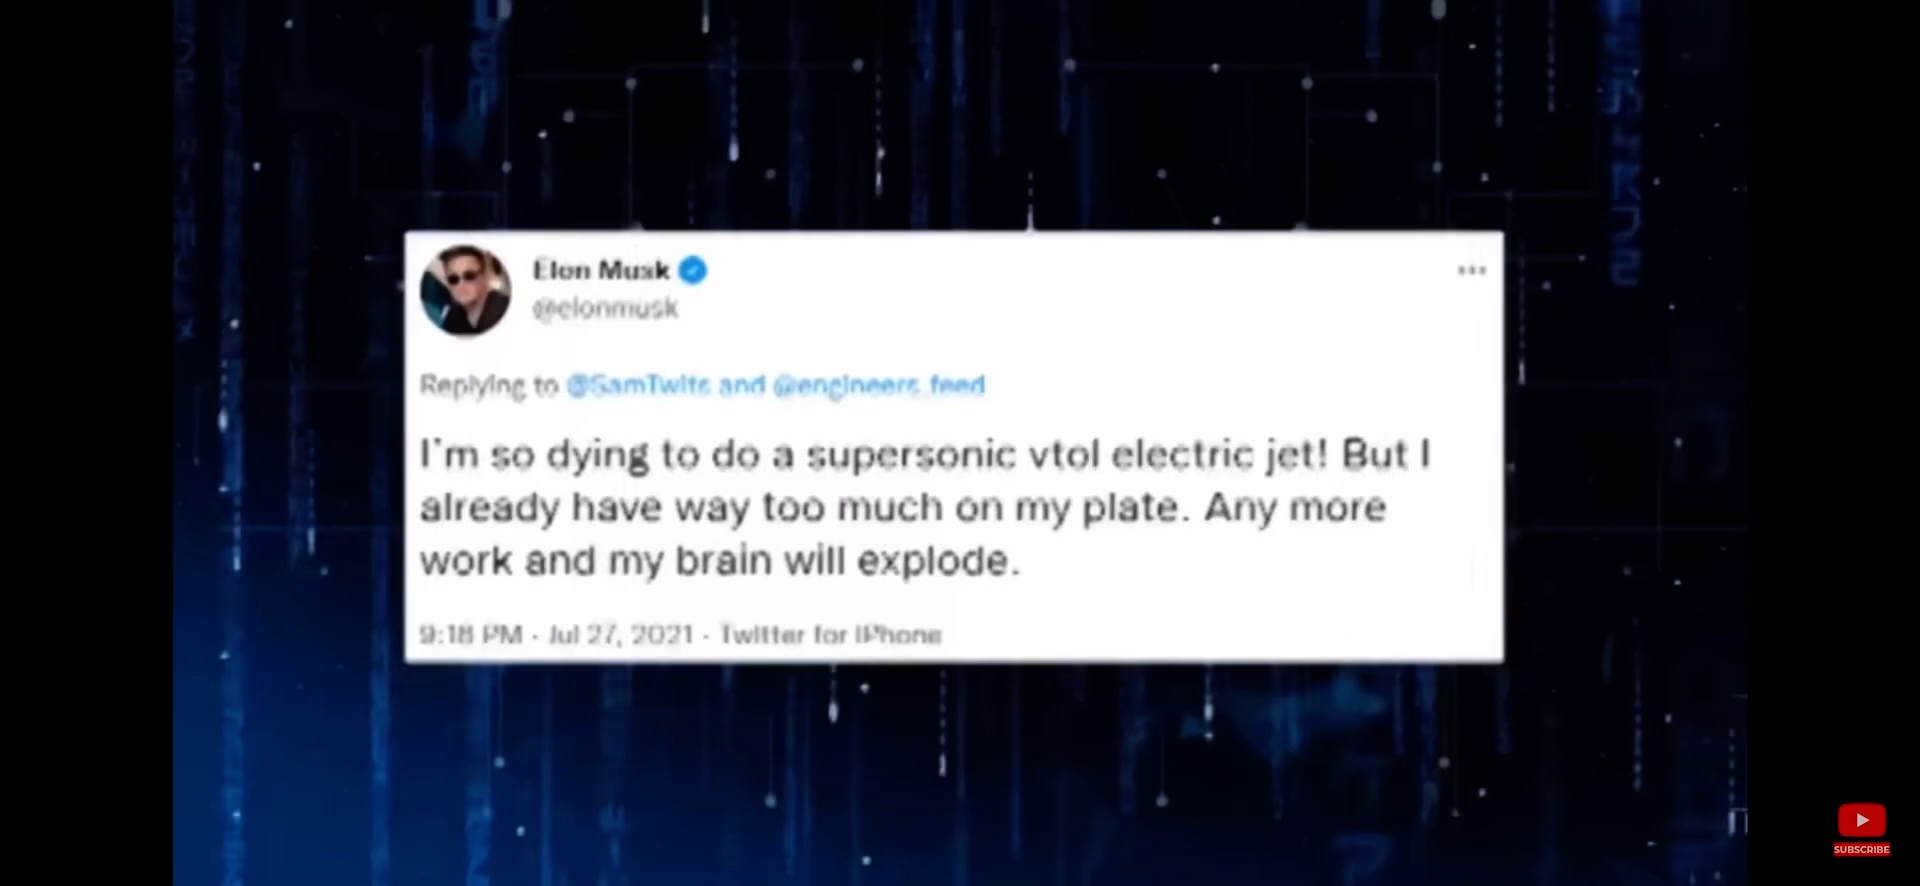 Elon Musk
@elonmusk
Replying to @SamTwits and @engineers_feed
I'm so dying to do a supersonic vtol electric jet! But I
already have way too much on my plate. Any more
work and my brain will explode.
9:18 PM · Jul 27, 2021 · Twitter for iPhone
SUBSCRIBE